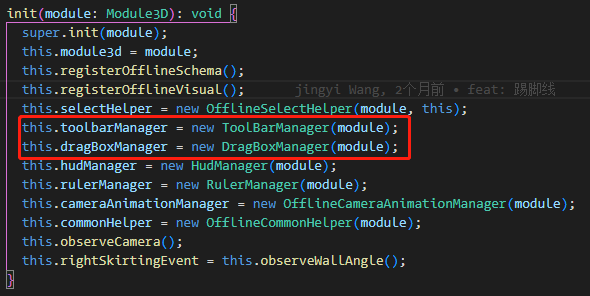 init(module: Module3D): void {
super.init(module);
this.module3d = module;
this.registerOfflineSchema();
this.registerOfflineVisual(); jingyi Wang, 2个月前 • feat: 踢脚线
this.selectHelper = new OfflineSelectHelper(module, this);
this.toolbarManager = new ToolBarManager(module);
this.dragBoxManager = new DragBoxManager(module);
this.hudManager = new HudManager(module);
this.rulerManager = new RulerManager(module);
this.cameraAnimationManager = new OfflineCameraAnimationManager(module);
this.commonHelper = new OfflineCommonHelper(module);
this.observeCamera();
this.rightSkirtingEvent = this.observeWallAngle();
}